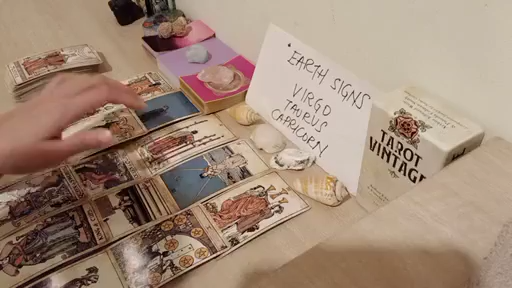 * EARTH SIGNS
VIRGO
TAURUS
CAPRICORN
TAROT
VINTAGE